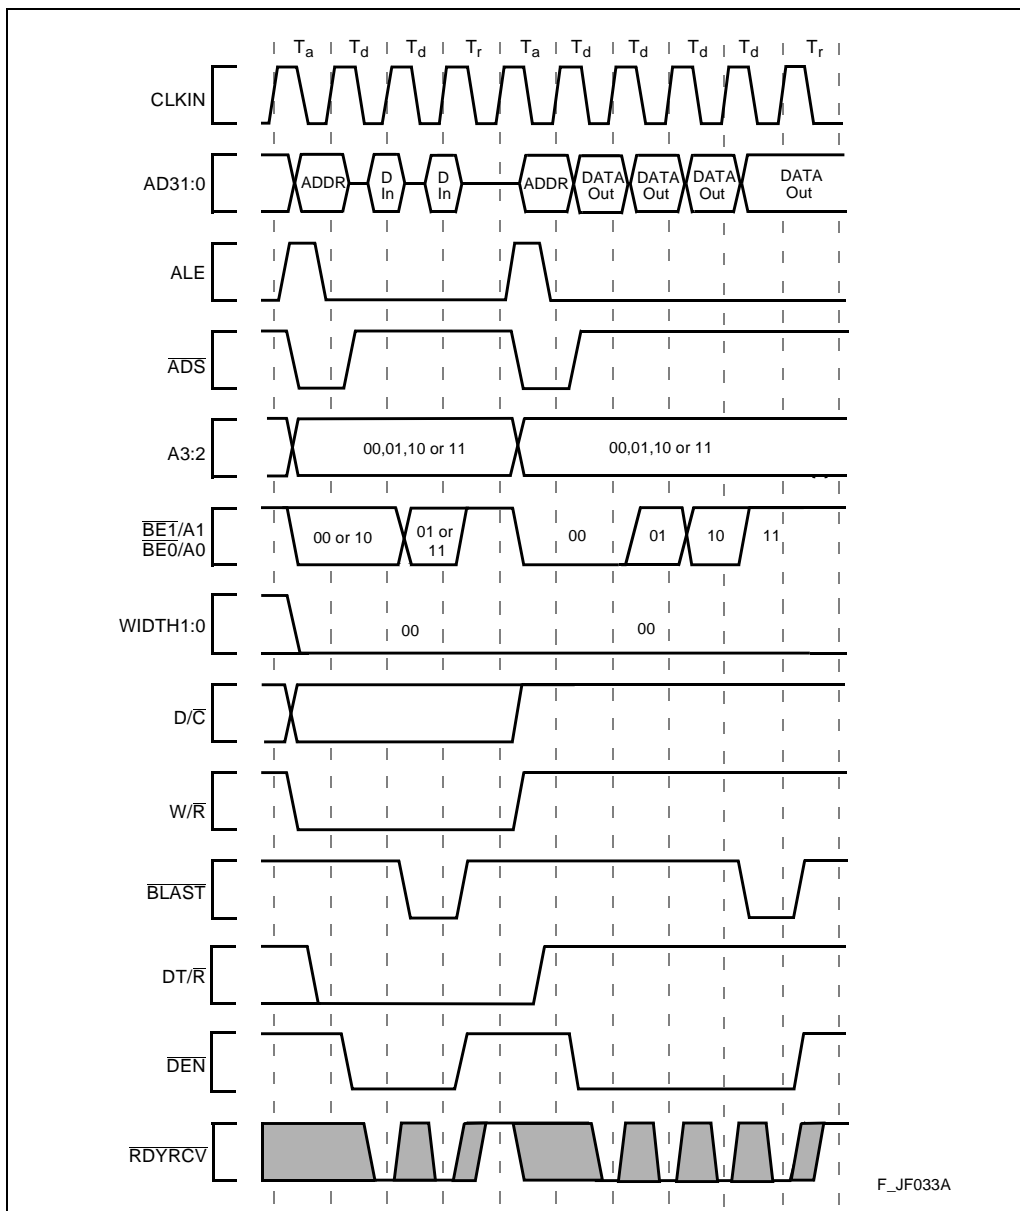 Ta Td Td Tr Ta Td Td Td Td Tr
CLKIN
AD31:0
ADDR
D
In
D
In
ADDR
DATA
Out
DATA
Out
DATA
Out
DATA
Out
ALE
ADS
A3:2
00,01,10 or 11
00,01,10 or 11
BE1/A1
BE0/A0
00 or 10
01 or
11
00
01
10
11
WIDTH1:0
00
00
D/C
W/R
BLAST
DT/R
DEN
RDYRCV
F_JF033A